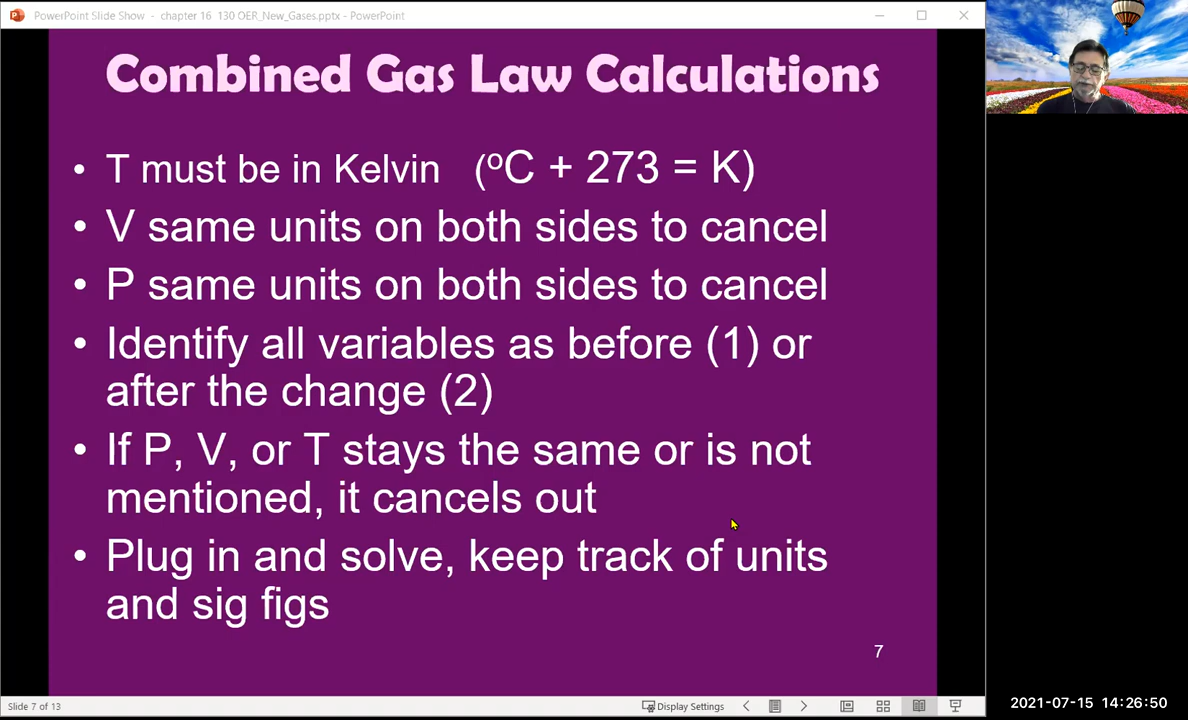 PowerPoint Slide Show - chapter 16 130 OER_New_Gases.pptx - PowerPoint
Combined Gas Law Calculations
• T must be in Kelvin (ºC + 273 = K)
• V same units on both sides to cancel
• P same units on both sides to cancel
• Identify all variables as before (1) or
after the change (2)
• If P, V, or T stays the same or is not
mentioned, it cancels out
• Plug in and solve, keep track of units
and sig figs
7
Slide 7 of 13
Display Settings
2021-07-15 14:26:50